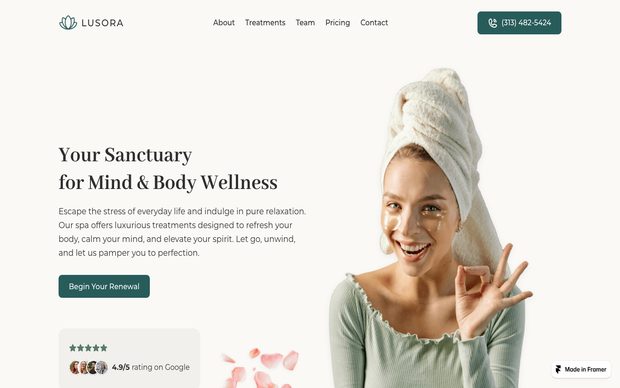 LUSORA
About Treatments Team Pricing Contact
(313) 482-5424
Your Sanctuary
for Mind & Body Wellness
Escape the stress of everyday life and indulge in pure relaxation.
Our spa offers luxurious treatments designed to refresh your
body, calm your mind, and elevate your spirit. Let go, unwind,
and let us pamper you to perfection.
Begin Your Renewal
4.9/5 rating on Google
Made in Framer